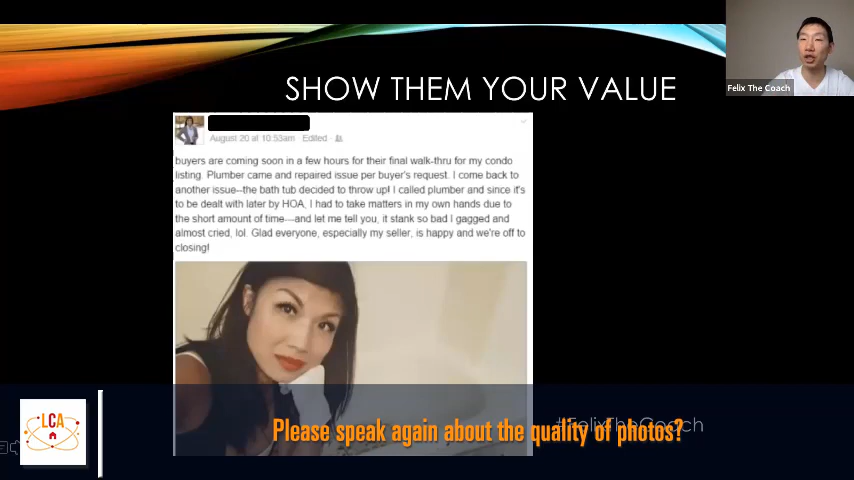 SHOW THEM YOUR VALUE
Felix The Coach
August 20 at 10:53am · Edited ·
buyers are coming soon in a few hours for their final walk-thru for my condo
listing. Plumber came and repaired issue per buyer's request. I come back to
another issue--the bath tub decided to throw up! I called plumber and since it's
to be dealt with later by HOA, I had to take matters in my own hands due to
the short amount of time---and let me tell you, it stank so bad I gagged and
almost cried, lol. Glad everyone, especially my seller, is happy and we're off to
closing!
LCA
#FelixTheCoach
Please speak again about the quality of photos?